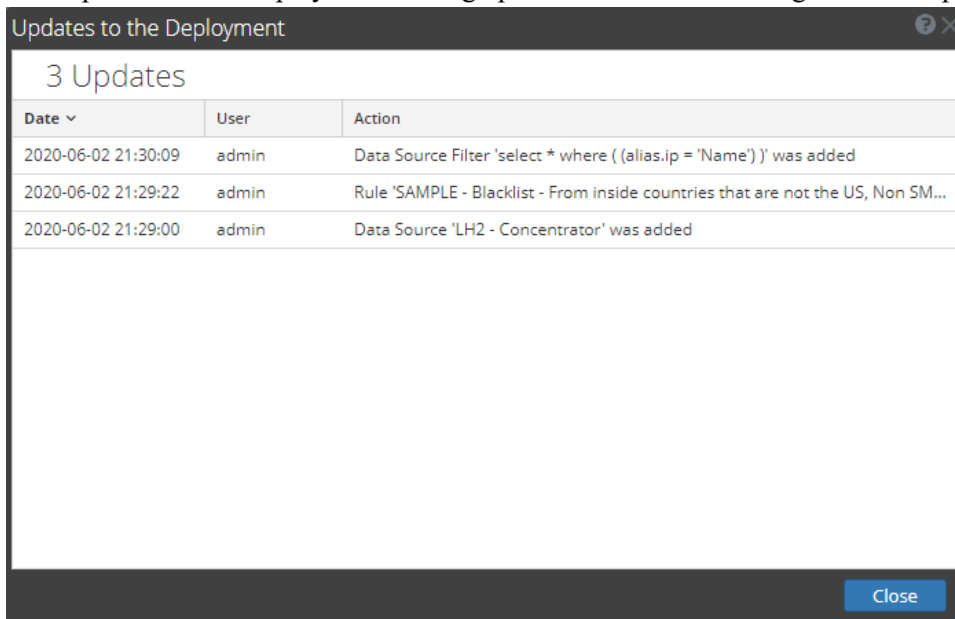 Updates to the Deployment
3 Updates
Date User Action
2020-06-02 21:30:09 admin Data Source Filter 'select * where ( (alias.ip = 'Name') )' was added
2020-06-02 21:29:22 admin Rule 'SAMPLE - Blacklist - From inside countries that are not the US, Non SM...
2020-06-02 21:29:00 admin Data Source 'LH2 - Concentrator' was added
Close